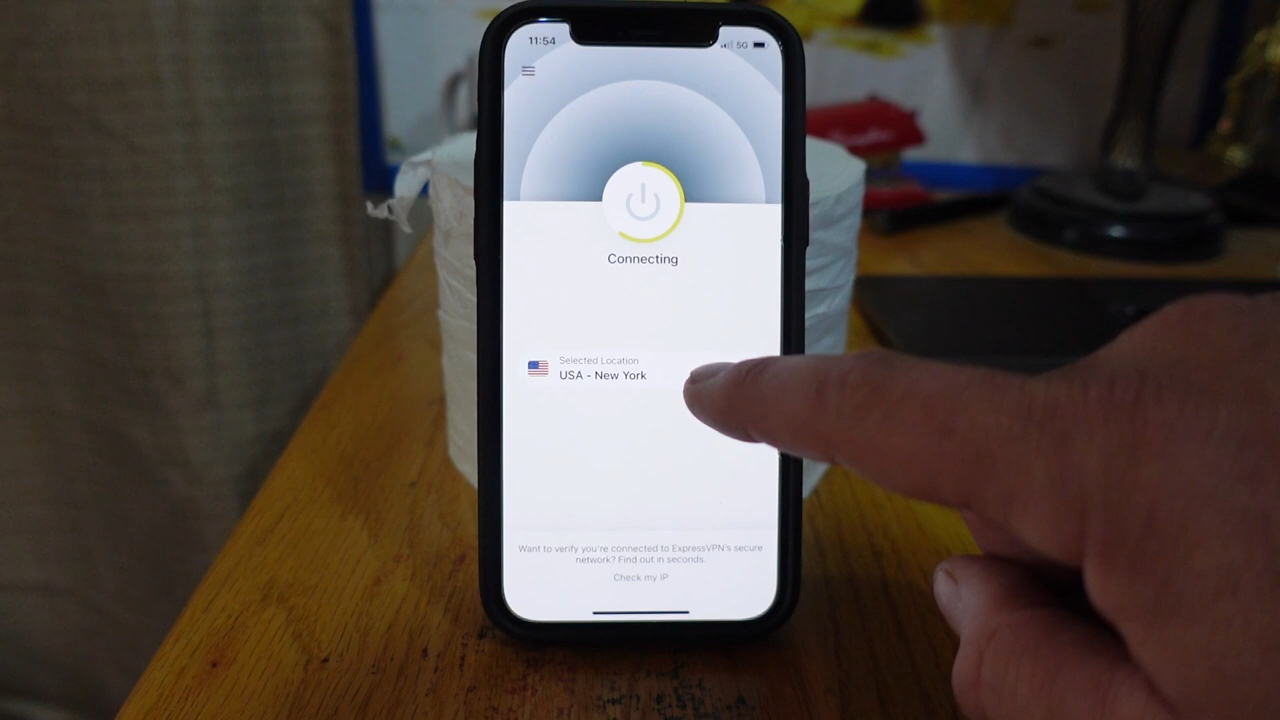 11:54
5G
Connecting
Selected Location
USA - New York
Want to verify you're connected to ExpressVPN's secure
network? Find out in seconds.
Check my IP